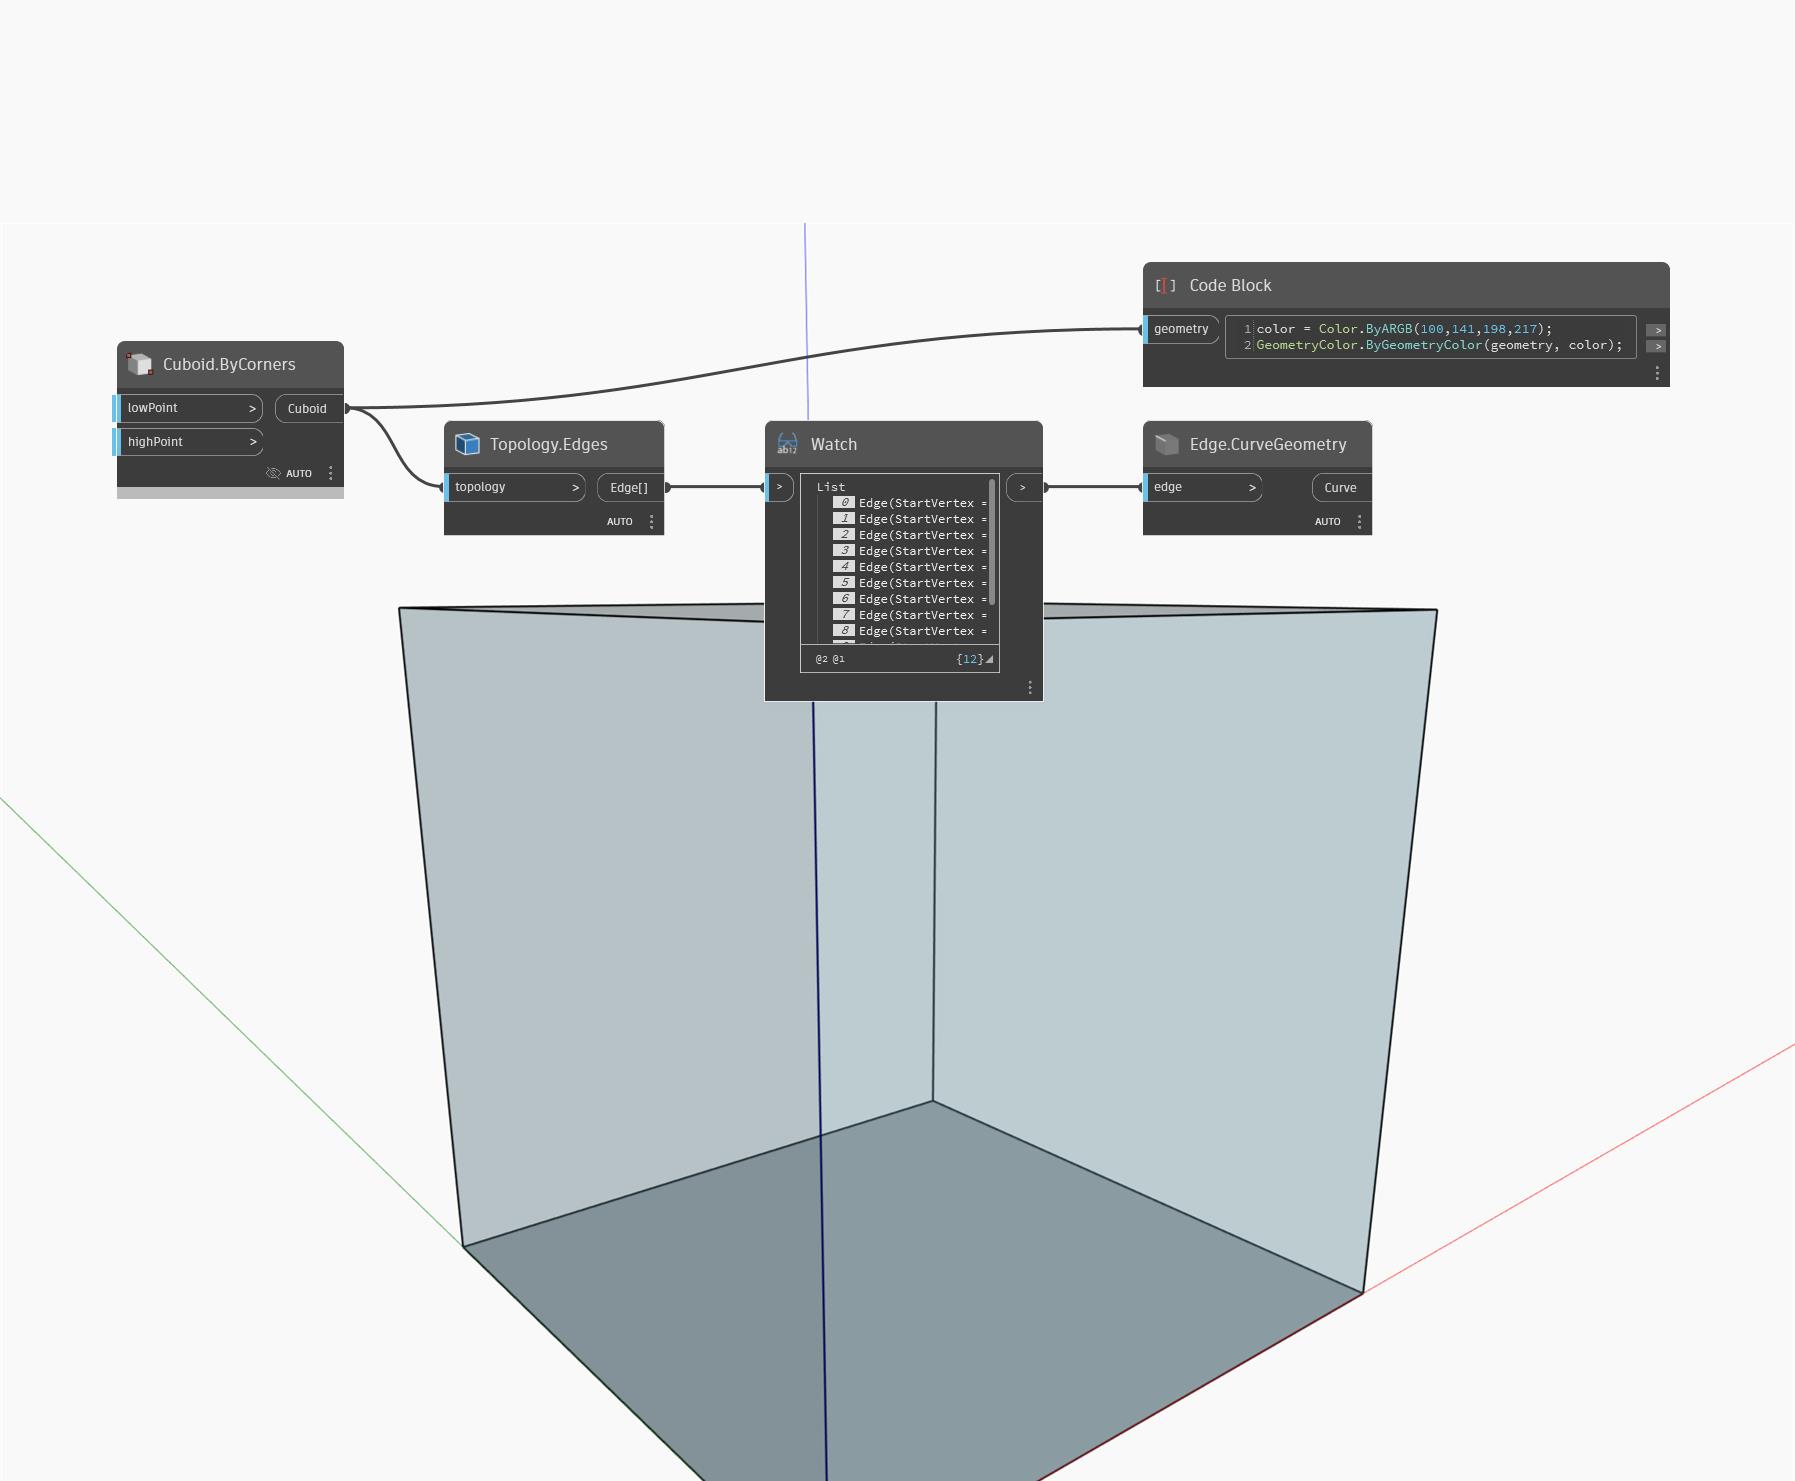 Cuboid.ByCorners
lowPoint >
Cuboid
highPoint >
AUTO
Topology.Edges
topology >
Edge[]
AUTO
ab12
Watch
>
List
0 Edge(StartVertex =
1 Edge(StartVertex =
2 Edge(StartVertex =
3 Edge(StartVertex =
4 Edge(StartVertex =
5 Edge(StartVertex =
6 Edge(StartVertex =
7 Edge(StartVertex =
8 Edge(StartVertex =
@2 @1
{12}
>
[I] Code Block
geometry
1 color = Color.ByARGB(100,141,198,217);
2 GeometryColor.ByGeometryColor(geometry, color);
>
>
Edge.CurveGeometry
edge >
Curve
AUTO